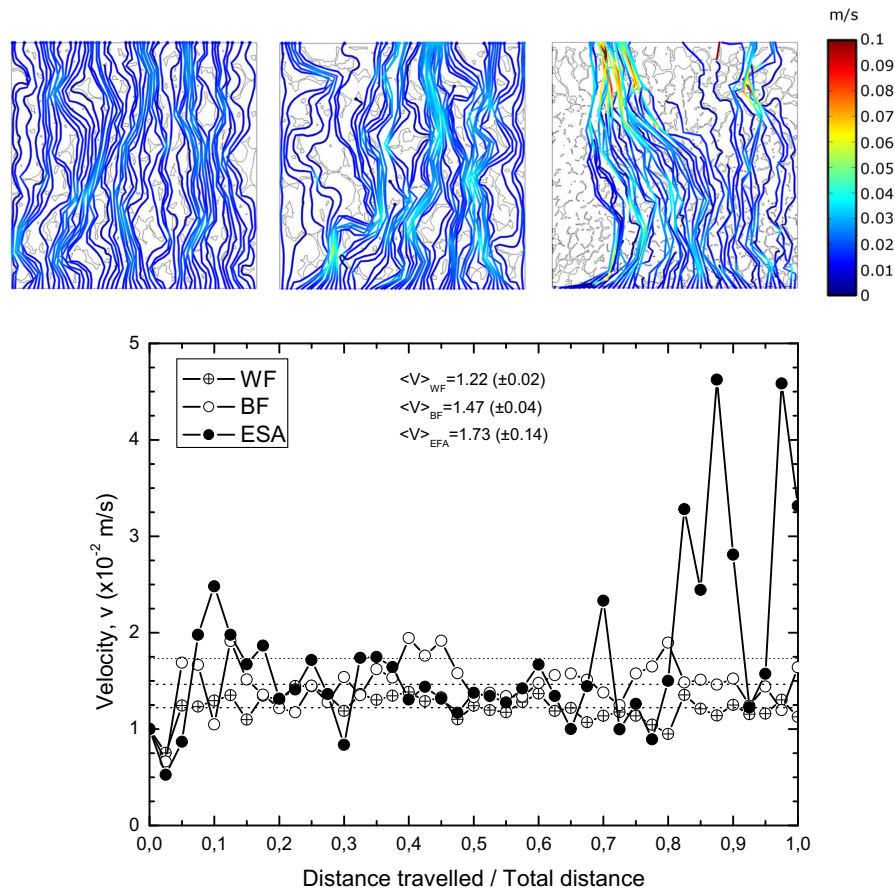 m/s
0.1
0.09
0.08
0.07
0.06
0.05
0.04
0.03
0.02
0.01
0
WF
BF
ESA
<V>WF=1.22 (±0.02)
<V>BF=1.47 (±0.04)
<V>EFA=1.73 (±0.14)
5
4
3
2
1
0
Velocity, v (x10-2 m/s)
0,0 0,1 0,2 0,3 0,4 0,5 0,6 0,7 0,8 0,9 1,0
Distance travelled / Total distance